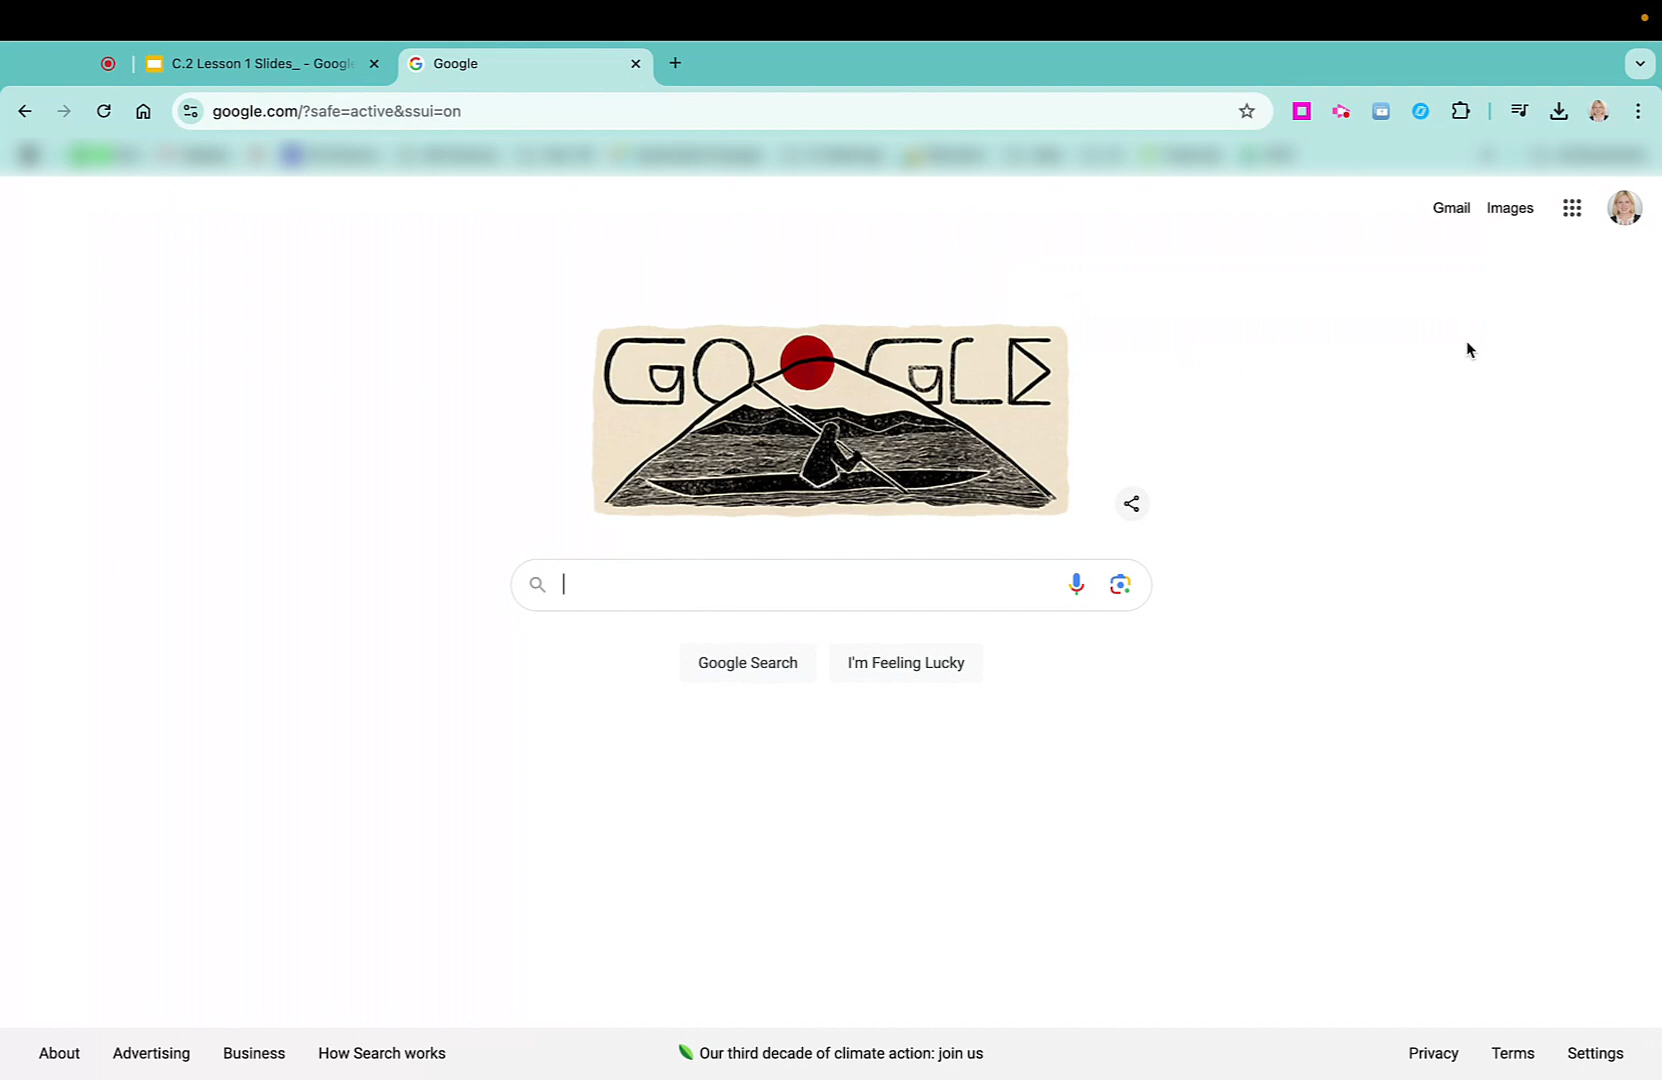 C.2 Lesson 1 Slides_ - Google
Google
google.com/?safe=active&ssui=on
Gmail
Images
GOOGLE
Google Search
I'm Feeling Lucky
About
Advertising
Business
How Search works
Our third decade of climate action: join us
Privacy
Terms
Settings